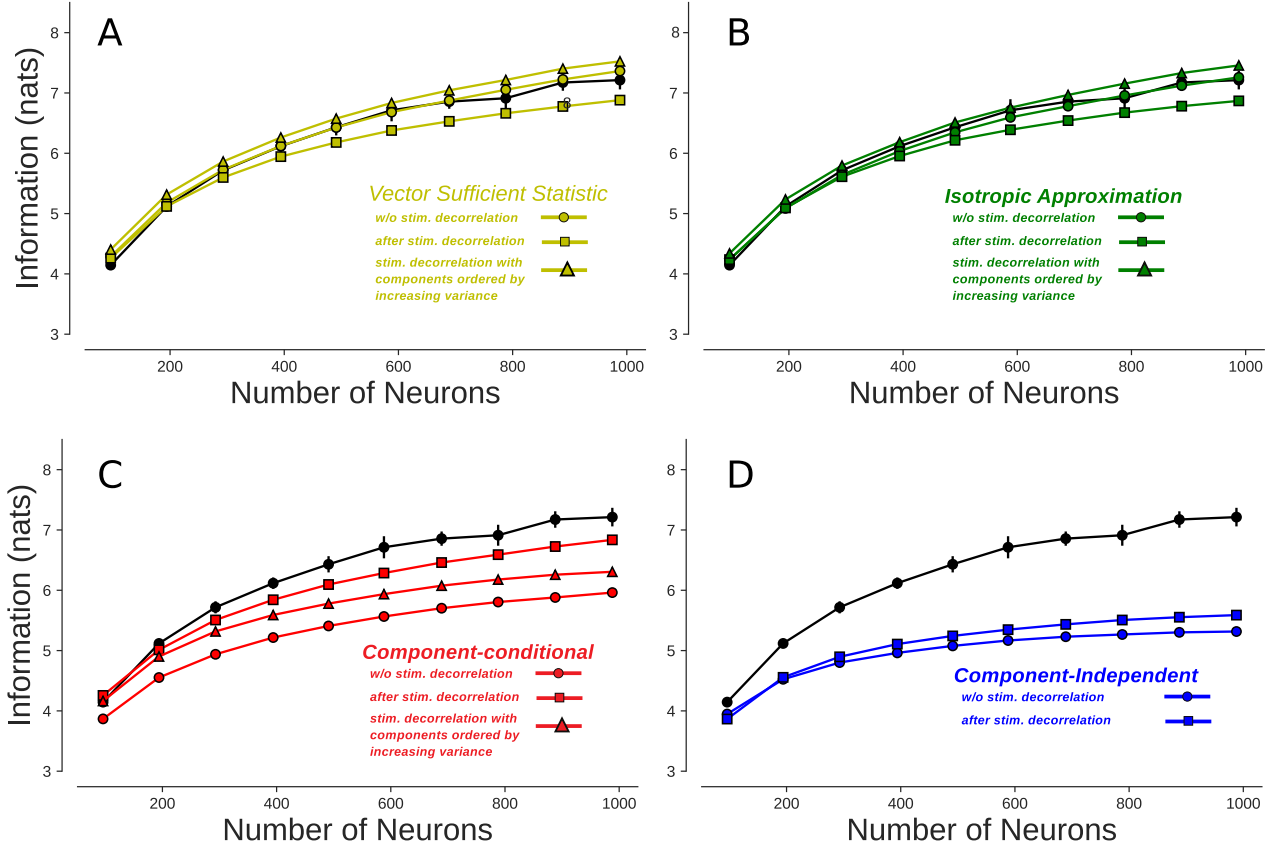 A
8
7
6
5
4
3
Information (nats)
Vector Sufficient Statistic
w/o stim. decorrelation
after stim. decorrelation
stim. decorrelation with
components ordered by
increasing variance
200 400 600 800 1000
Number of Neurons
B
8
7
6
5
4
3
Isotropic Approximation
w/o stim. decorrelation
after stim. decorrelation
stim. decorrelation with
components ordered by
increasing variance
200 400 600 800 1000
Number of Neurons
C
8
7
6
5
4
3
Information (nats)
Component-conditional
w/o stim. decorrelation
after stim. decorrelation
stim. decorrelation with
components ordered by
increasing variance
200 400 600 800 1000
Number of Neurons
D
8
7
6
5
4
3
Component-Independent
w/o stim. decorrelation
after stim. decorrelation
200 400 600 800 1000
Number of Neurons